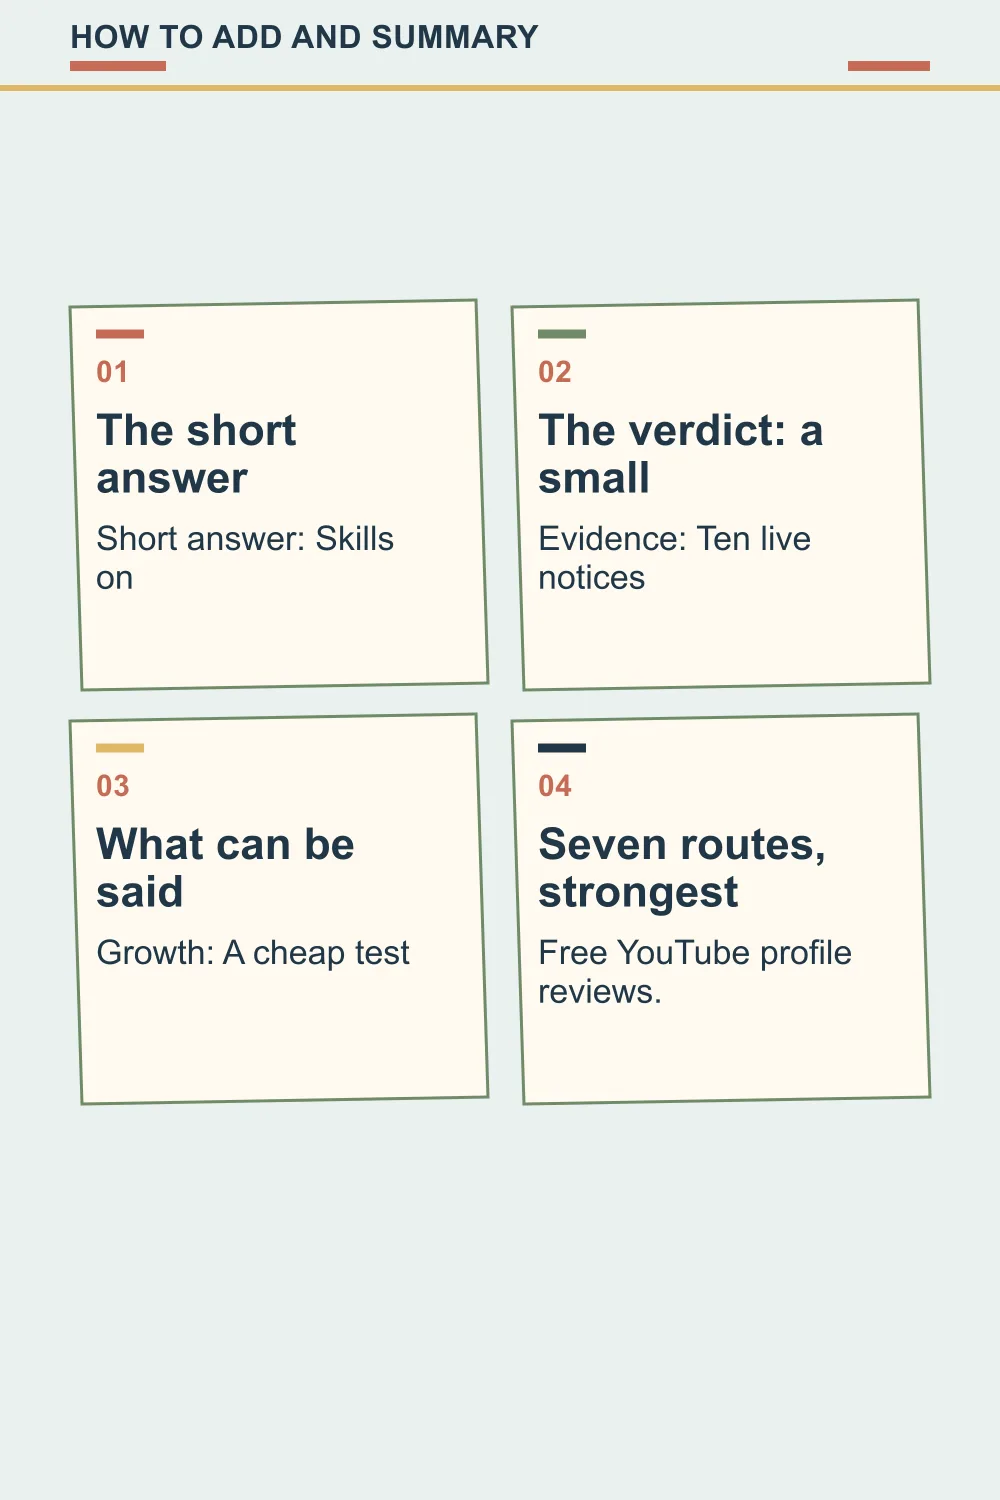 HOW TO ADD AND SUMMARY
01
The short
answer
Short answer: Skills
on
02
The verdict: a
small
Evidence: Ten live
notices
03
What can be
said
Growth: A cheap test
04
Seven routes,
strongest
Free YouTube profile
reviews.